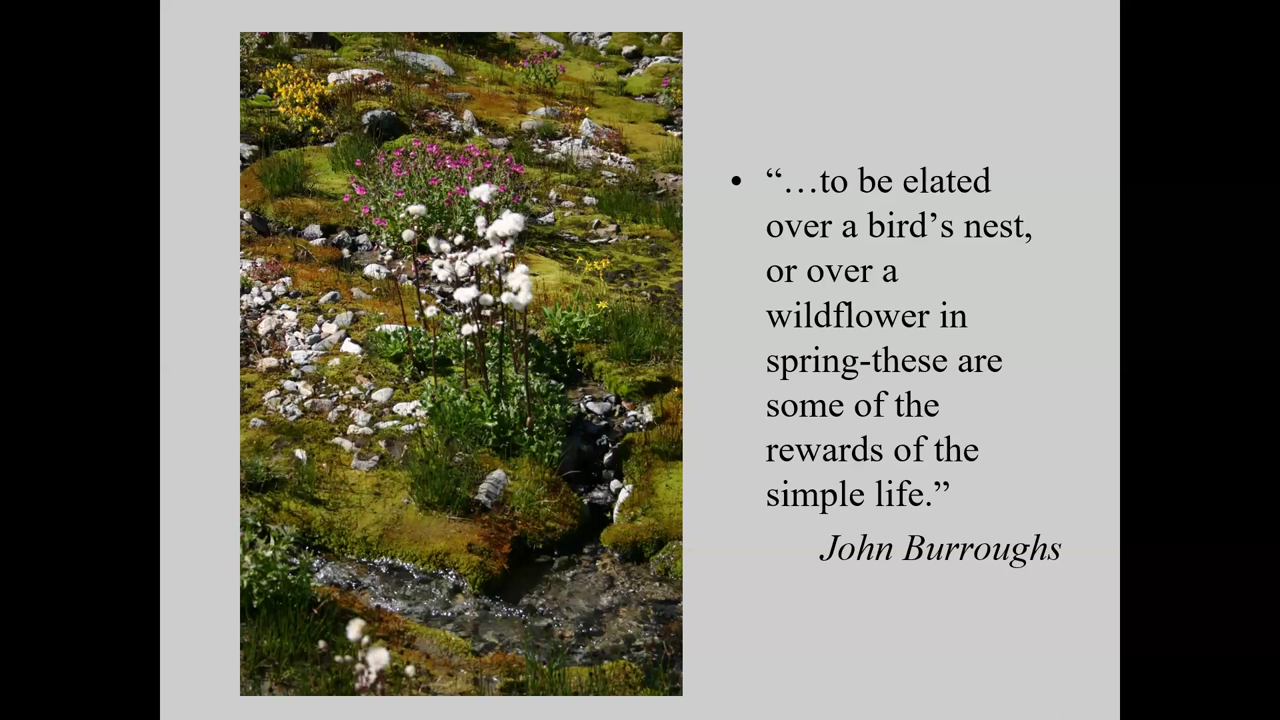 • “…to be elated
over a bird’s nest,
or over a
wildflower in
spring-these are
some of the
rewards of the
simple life.”
John Burroughs